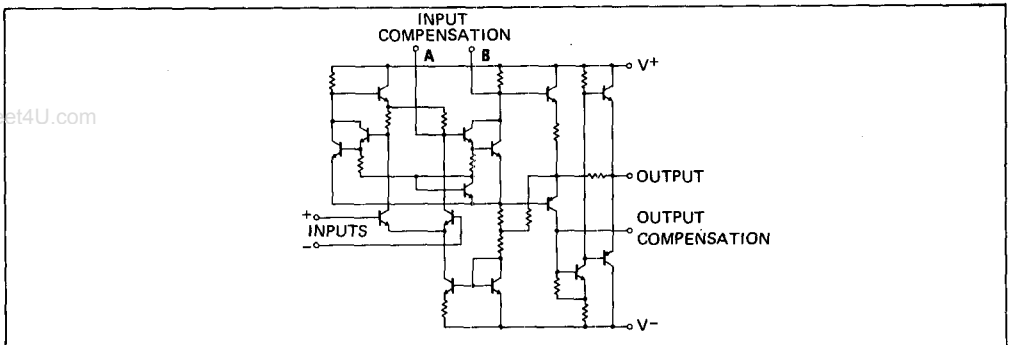 INPUT
COMPENSATION
A B
V+
et4U.com
OUTPUT
+
INPUTS
−
OUTPUT
COMPENSATION
V−